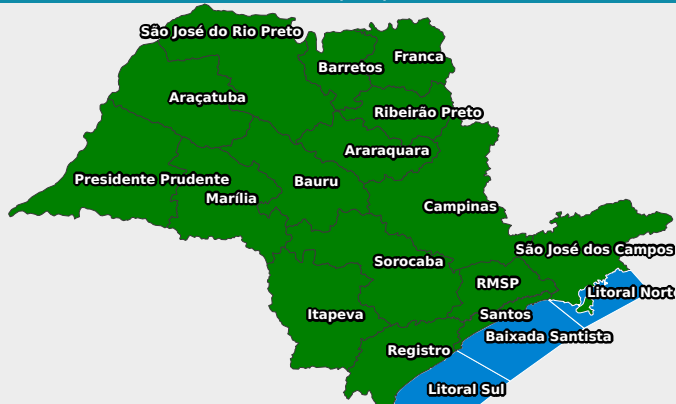 São José do Rio Preto
Franca
Barretos
Araçatuba
Ribeirão Preto
Araraquara
Presidente Prudente
Bauru
Marília
Campinas
São José dos Campos
Sorocaba
RMSP
Litoral Nort
Itapeva
Santos
Baixada Santista
Registro
Litoral Sul